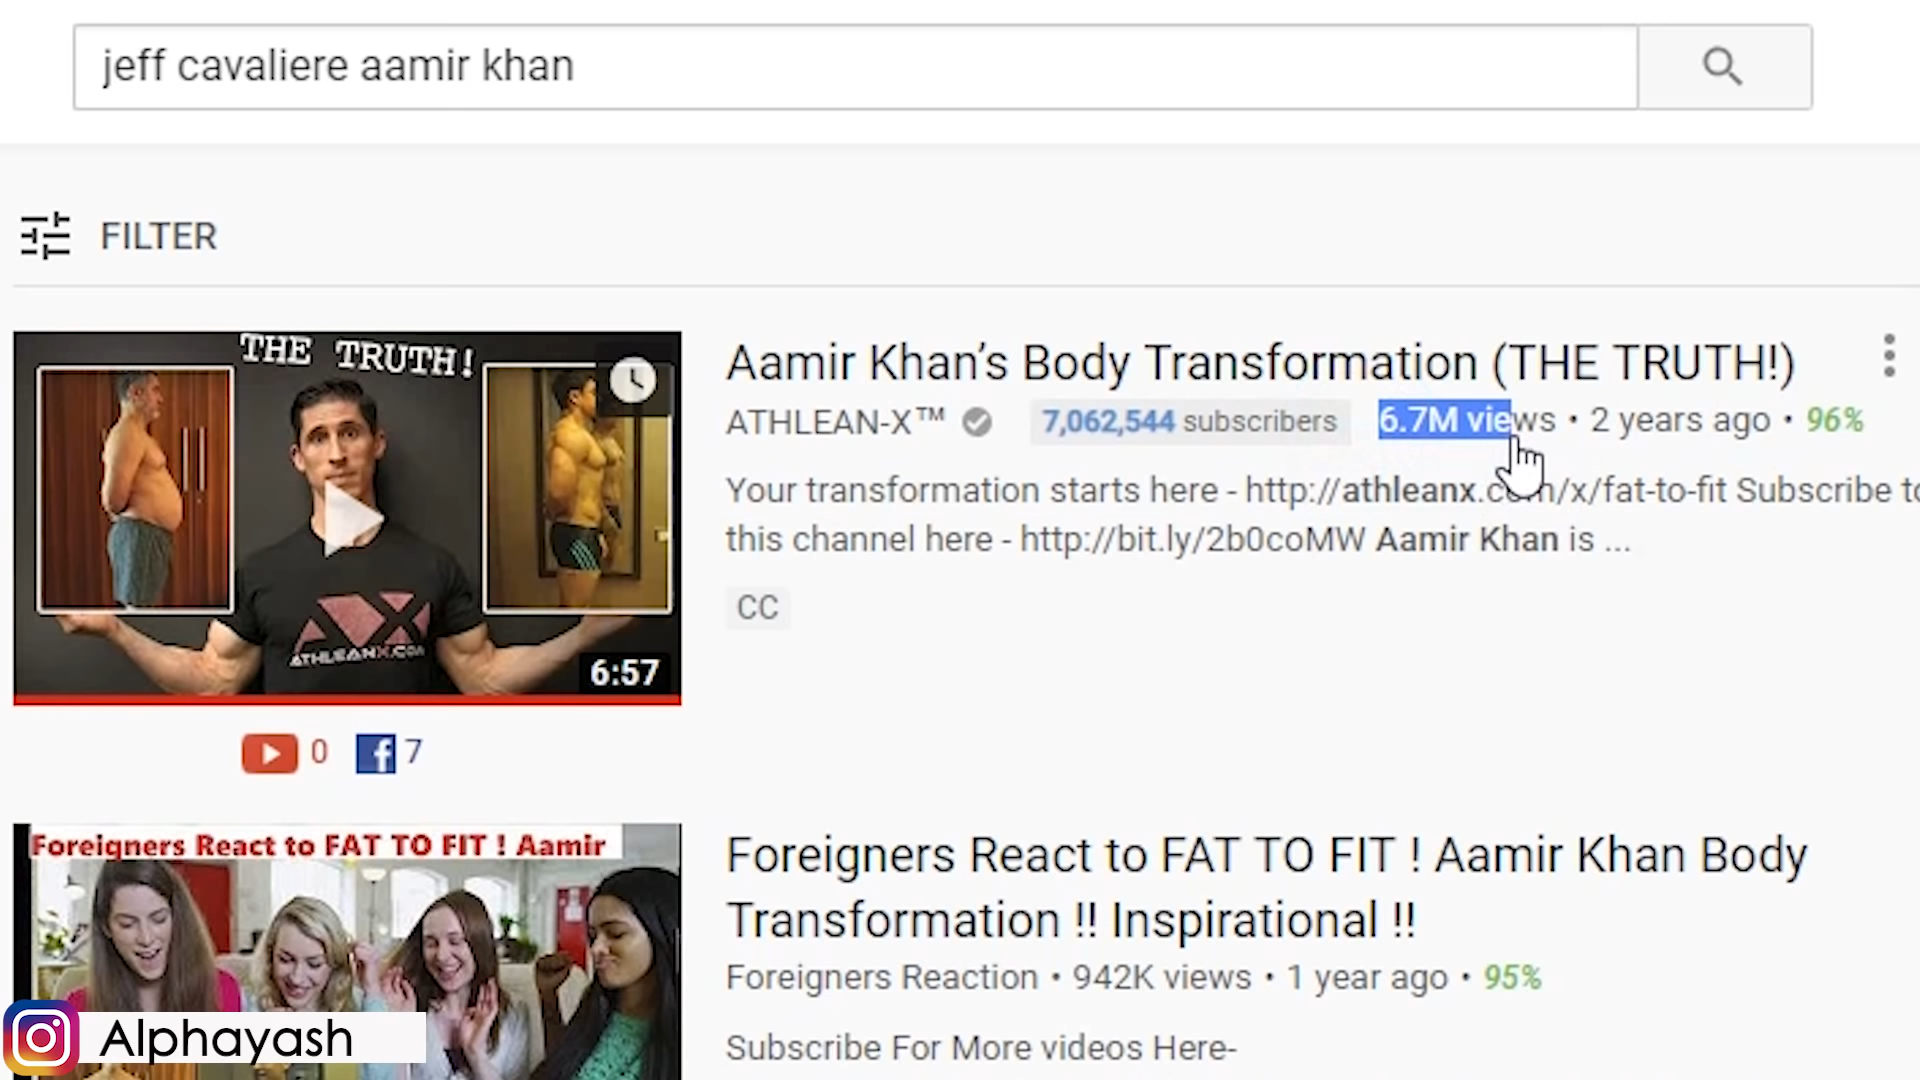 jeff cavaliere aamir khan
FILTER
THE TRUTH!
ATHLEANX.COM
6:57
Aamir Khan’s Body Transformation (THE TRUTH!)
ATHLEAN-X™ 7,062,544 subscribers 6.7M views • 2 years ago • 96%
Your transformation starts here - http://athleanx.com/x/fat-to-fit Subscribe to
this channel here - http://bit.ly/2b0coMW Aamir Khan is ...
CC
0 f 7
Foreigners React to FAT TO FIT ! Aamir
Foreigners React to FAT TO FIT ! Aamir Khan Body
Transformation !! Inspirational !!
Foreigners Reaction • 942K views • 1 year ago • 95%
Subscribe For More videos Here-
Alphayash